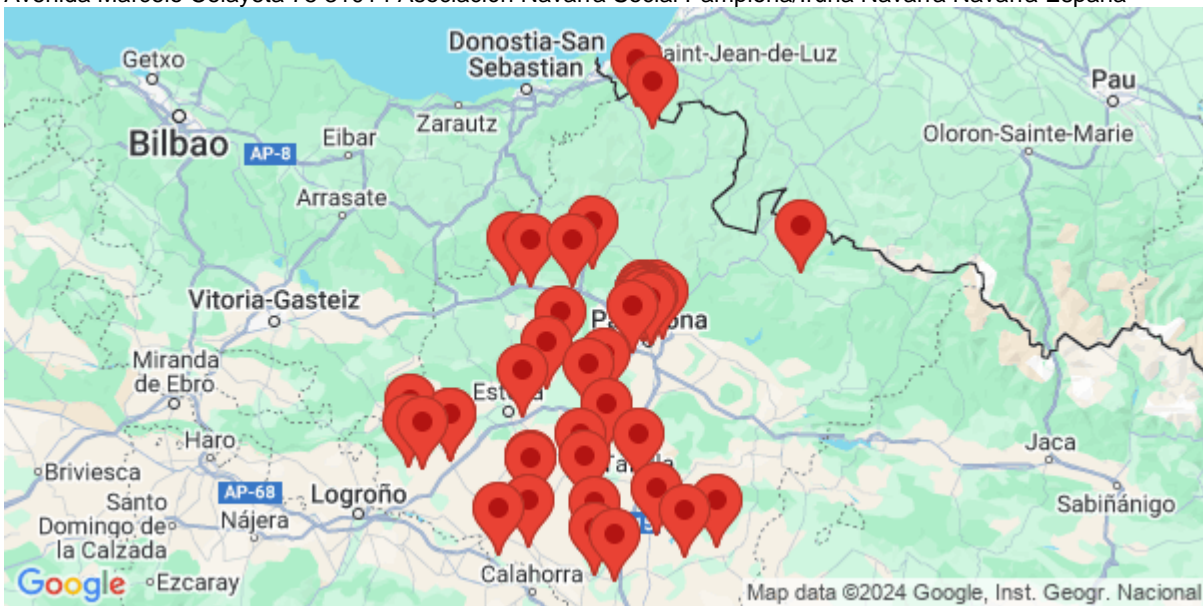 Avenida Marcelo Celayeta 75 31014 Asociación Navarra Social Pamplona/Iruña Navarra Navarra España
Donostia-San
Sebastian
aint-Jean-de-Luz
Getxo
Pau
Bilbao
AP-8
Eibar
Zarautz
Oloron-Sainte-Marie
Arrasate
Vitoria-Gasteiz
Miranda
de Ebro
Haro
Jaca
Briviesca
AP-68
Logroño
Sabiñánigo
Santo
Domingo de
la Calzada
Nájera
Calahorra
Google
Ezcaray
Map data ©2024 Google, Inst. Geogr. Nacional